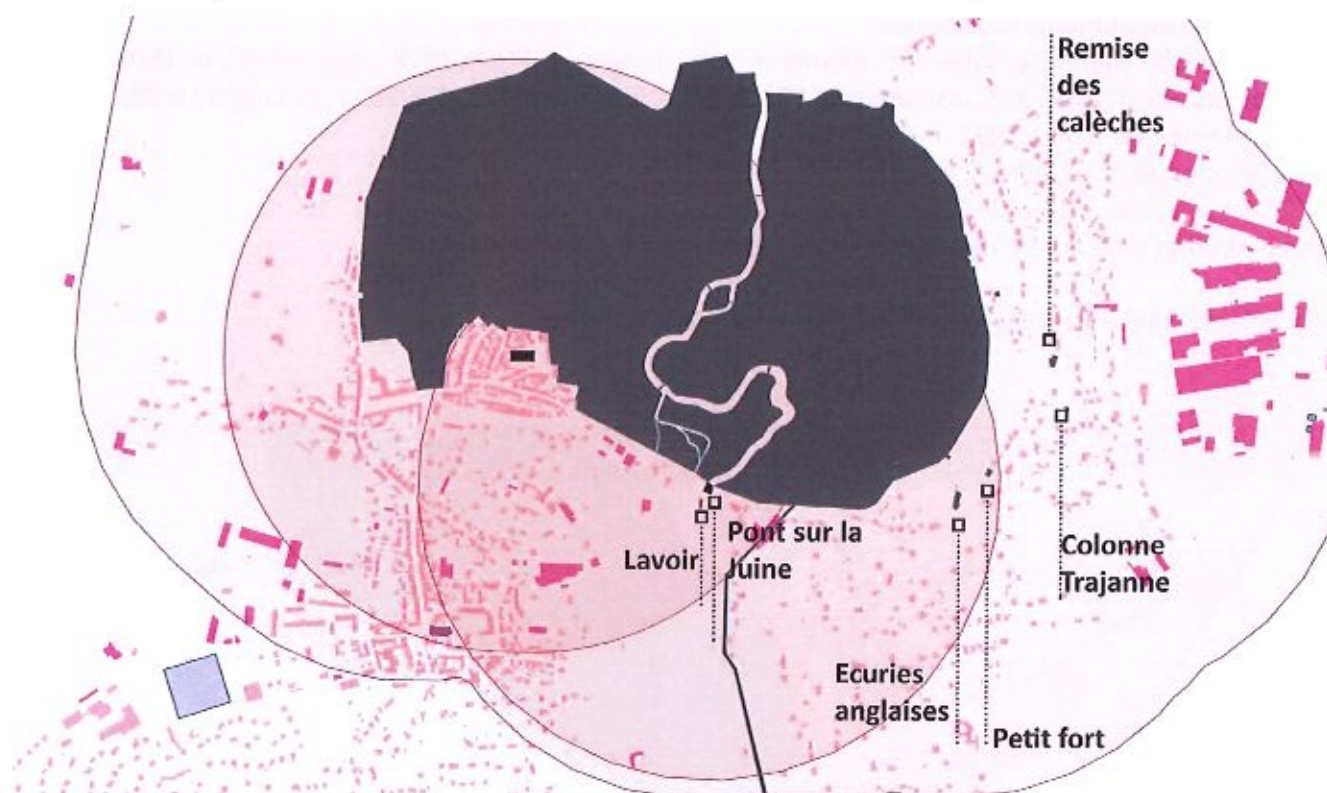 Remise
des
calèches
Pont sur la
Juine
Lavoir
Colonne
Trajanne
Ecuries
anglaises
Petit fort